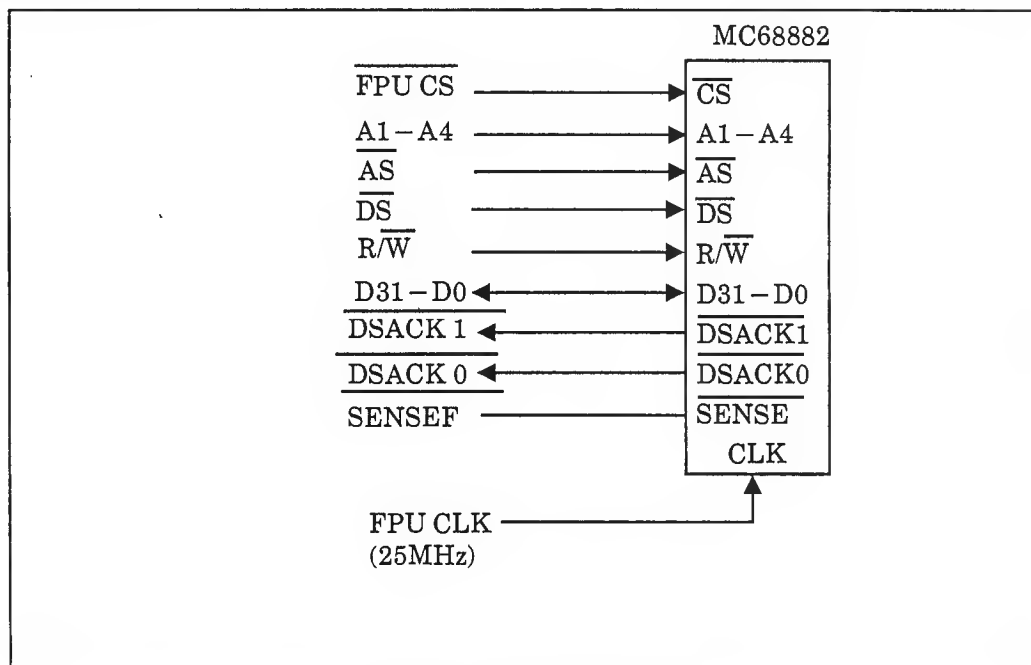 MC68882
FPU CS CS
A1–A4 A1–A4
AS AS
DS DS
R/W R/W
D31–D0 D31–D0
DSACK 1 DSACK1
DSACK 0 DSACK0
SENSEF SENSE
CLK
FPU CLK
(25MHz)